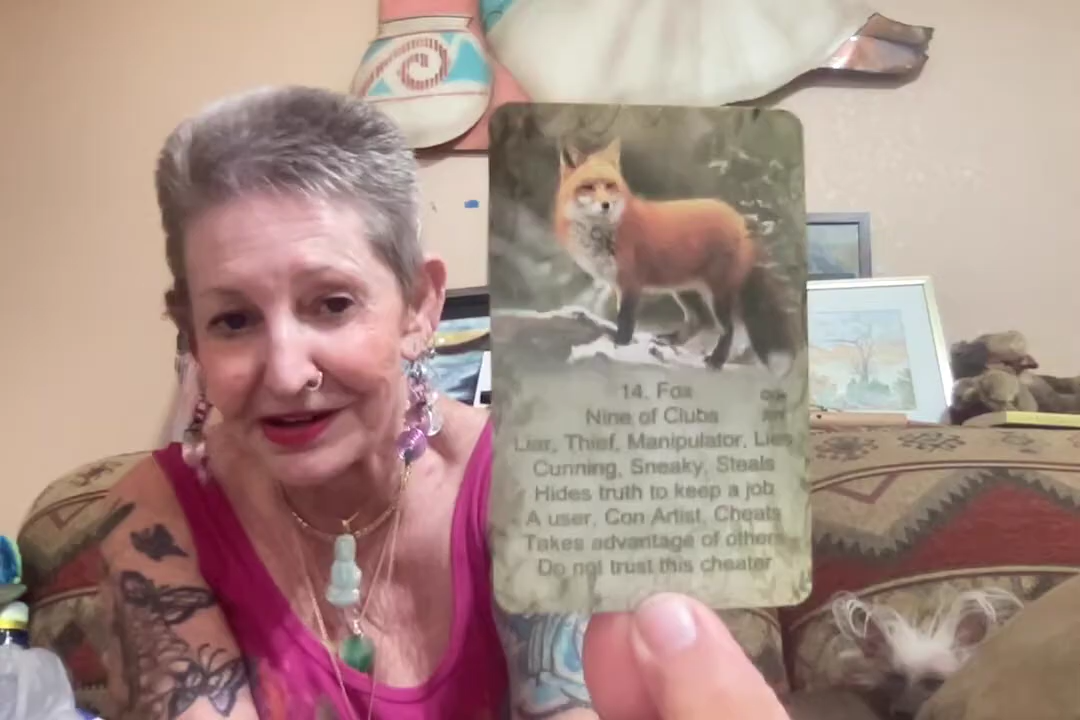 14. Fox
Nine of Clubs
Liar, Thief, Manipulator, Lies
Cunning, Sneaky, Steals
Hides truth to keep a job
A user, Con Artist, Cheats
Takes advantage of others
Do not trust this cheater